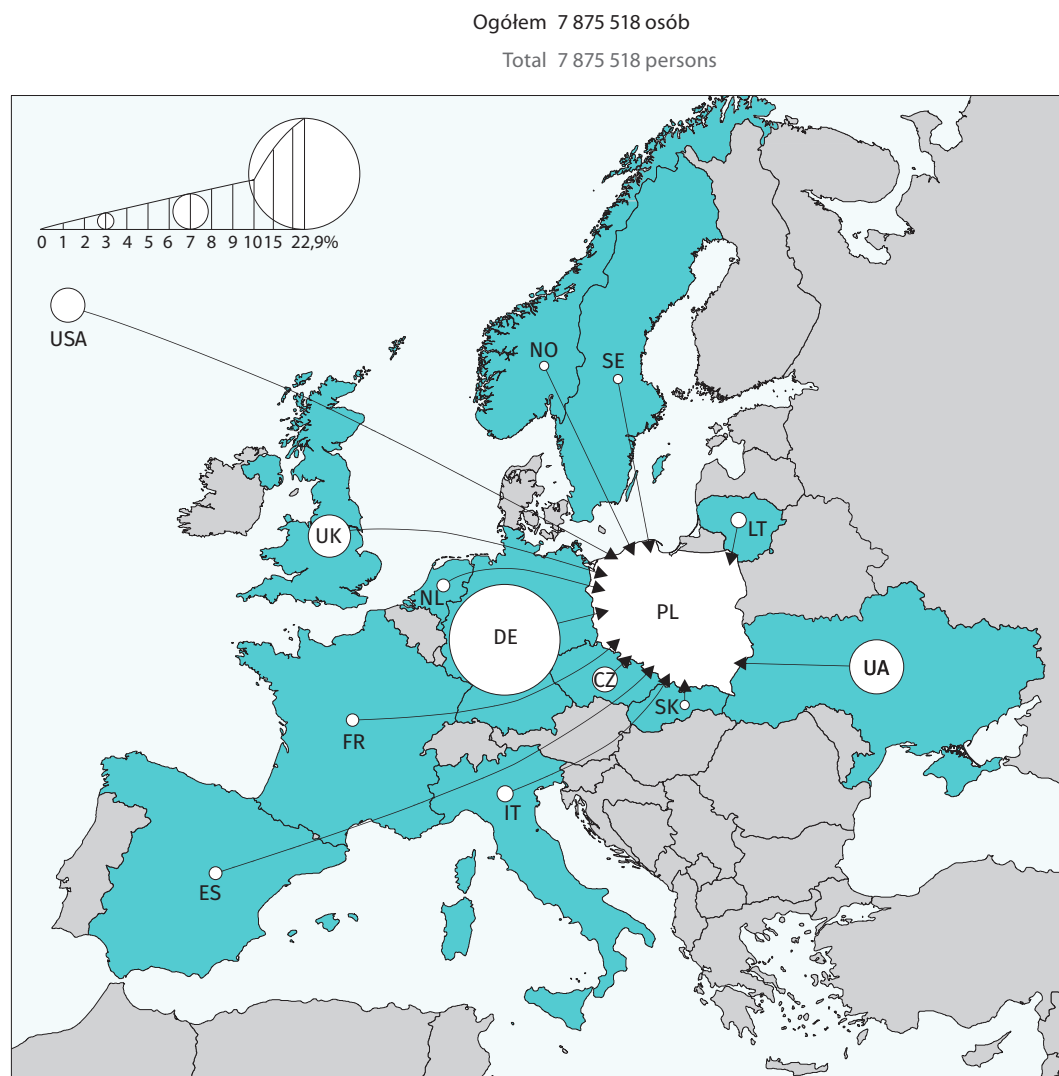 Ogółem 7 875 518 osób
Total 7 875 518 persons
0 1 2 3 4 5 6 7 8 9 10 15 22,9%
USA
NO
SE
UK
LT
NL
DE
PL
CZ
UA
SK
FR
IT
ES